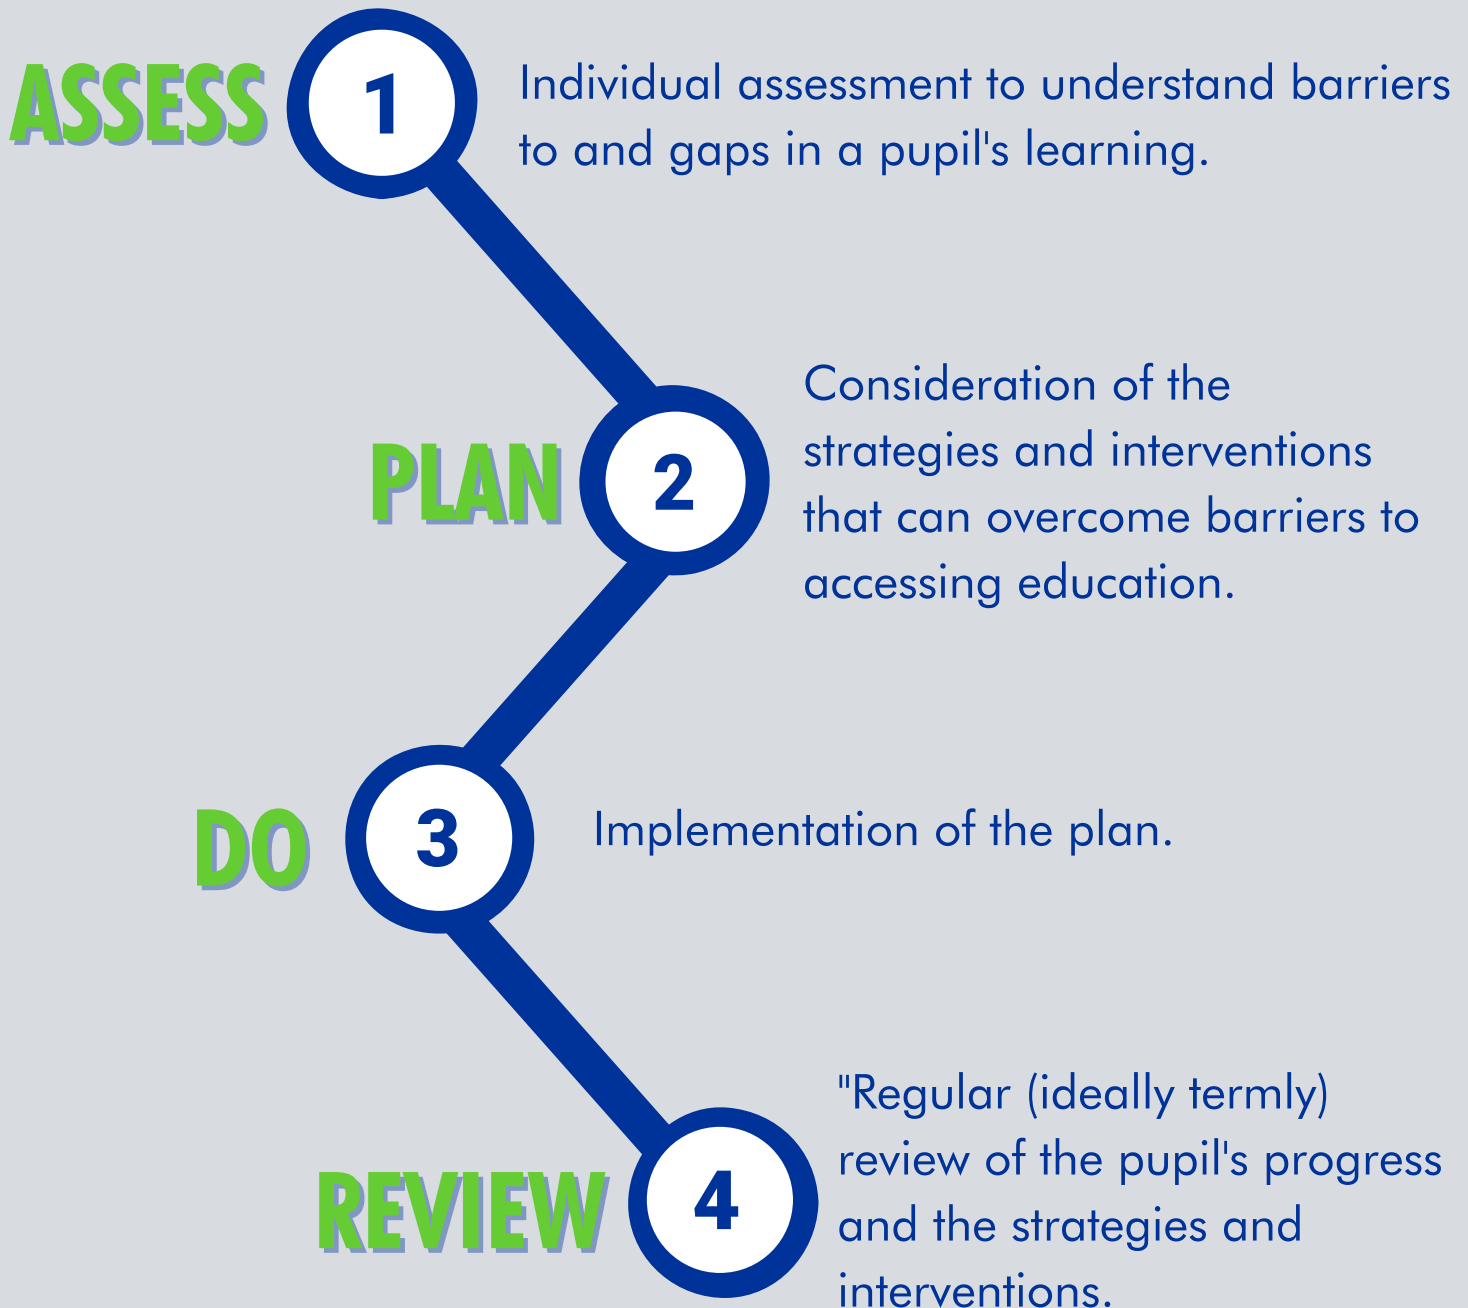 ASSESS
1
Individual assessment to understand barriers
to and gaps in a pupil's learning.
PLAN
2
Consideration of the
strategies and interventions
that can overcome barriers to
accessing education.
DO
3
Implementation of the plan.
REVIEW
4
"Regular (ideally termly)
review of the pupil's progress
and the strategies and
interventions.